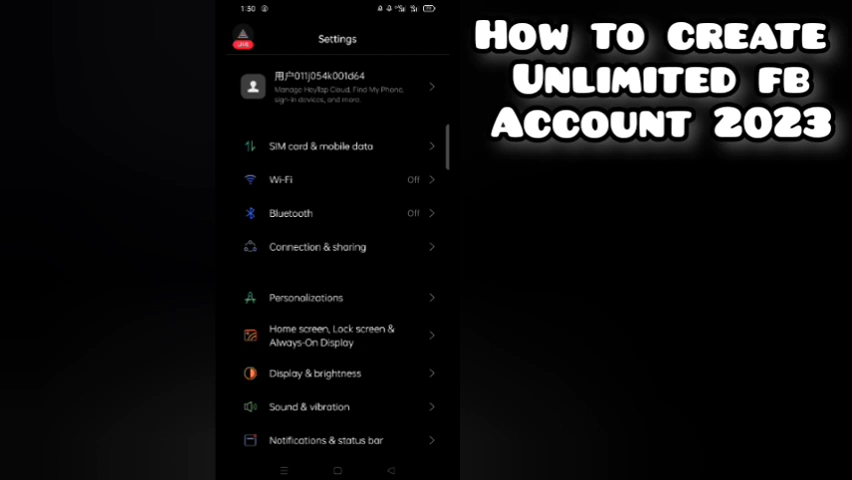 1:50
LIVE
Settings
用户011j054k001d64
Manage HeyTap Cloud, Find My Phone,
sign-in devices, and more.
SIM card & mobile data
Wi-Fi Off
Bluetooth Off
Connection & sharing
Personalizations
Home screen, Lock screen &
Always-On Display
Display & brightness
Sound & vibration
Notifications & status bar
How to create
Unlimited fb
Account 2023